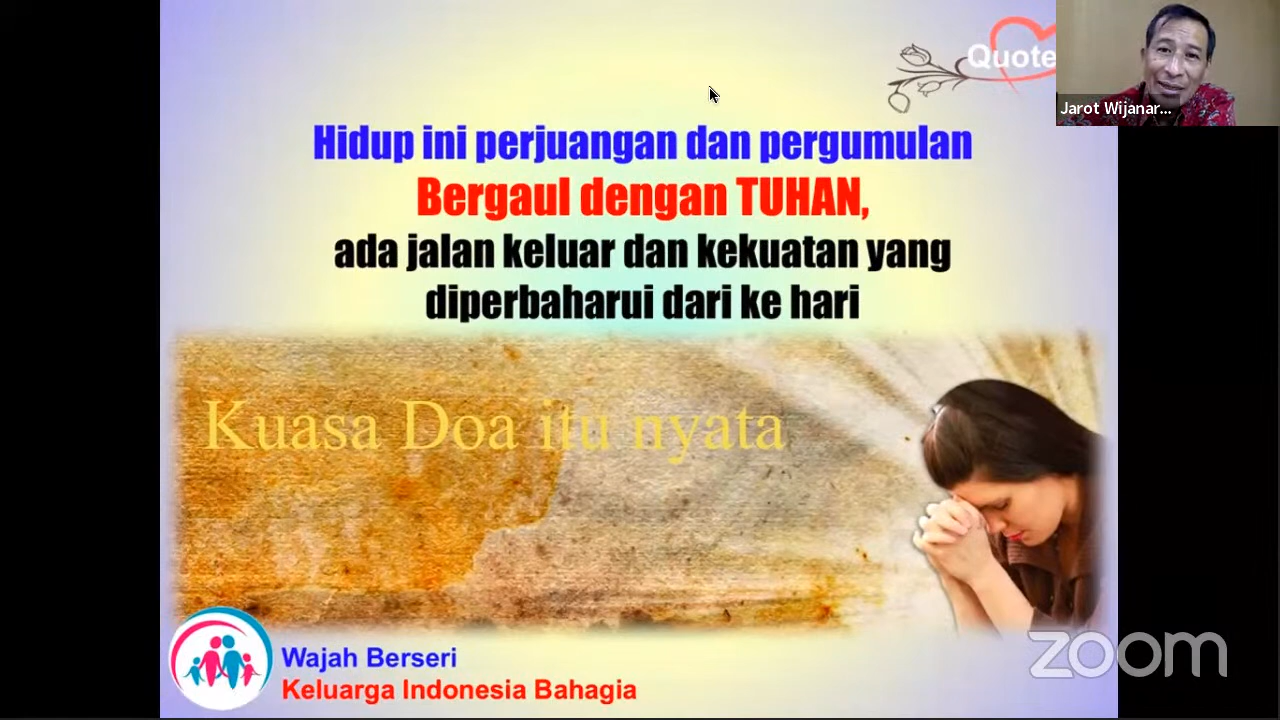 Quote
Jarot Wijanar...
Hidup ini perjuangan dan pergumulan
Bergaul dengan TUHAN,
ada jalan keluar dan kekuatan yang
diperbaharui dari ke hari
Kuasa Doa itu nyata
Wajah Berseri
Keluarga Indonesia Bahagia
zoom